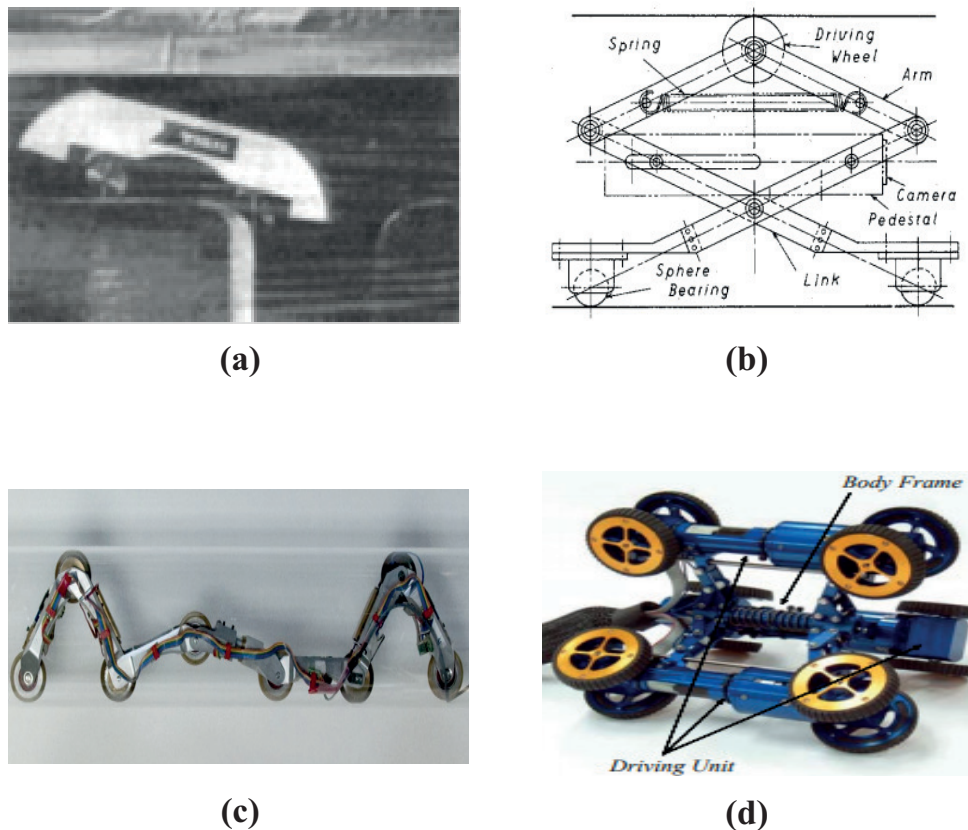 Spring
Driving
Wheel
Arm
Camera
Pedestal
Link
Sphere
Bearing
(a)
(b)
Body Frame
Driving Unit
(c)
(d)